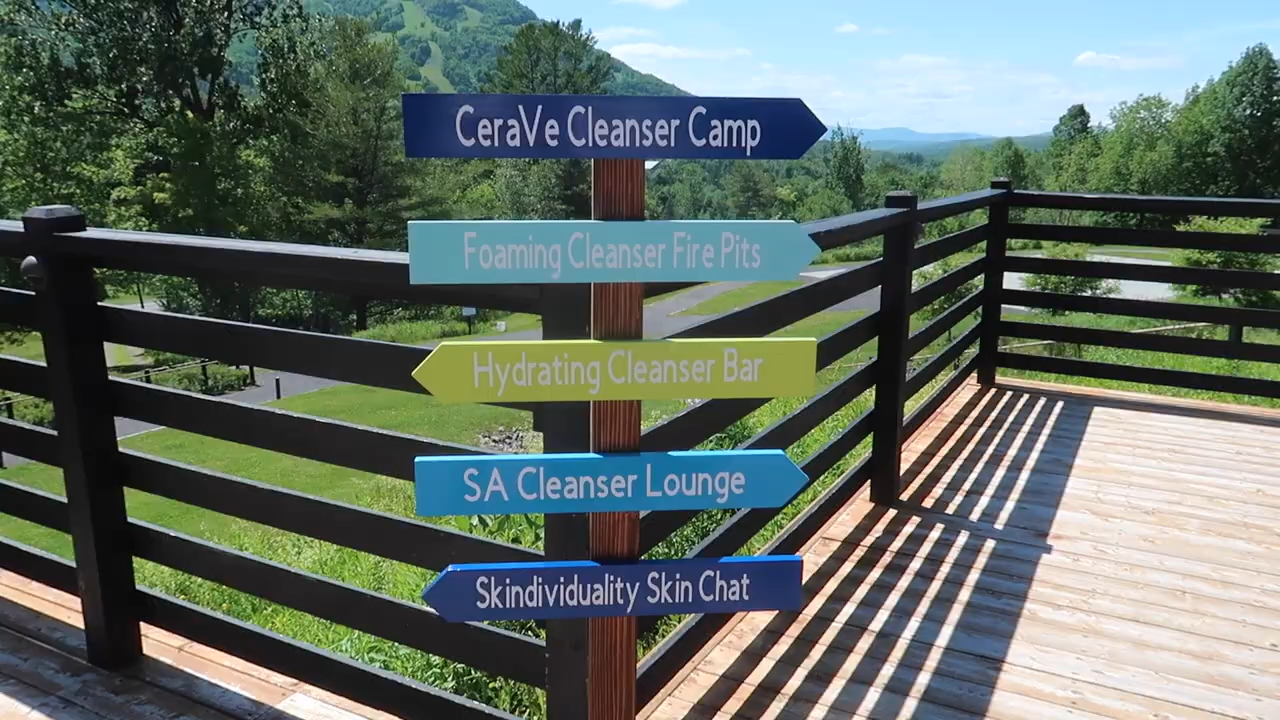 CeraVe Cleanser Camp
Foaming Cleanser Fire Pits
Hydrating Cleanser Bar
SA Cleanser Lounge
Skindividuality Skin Chat